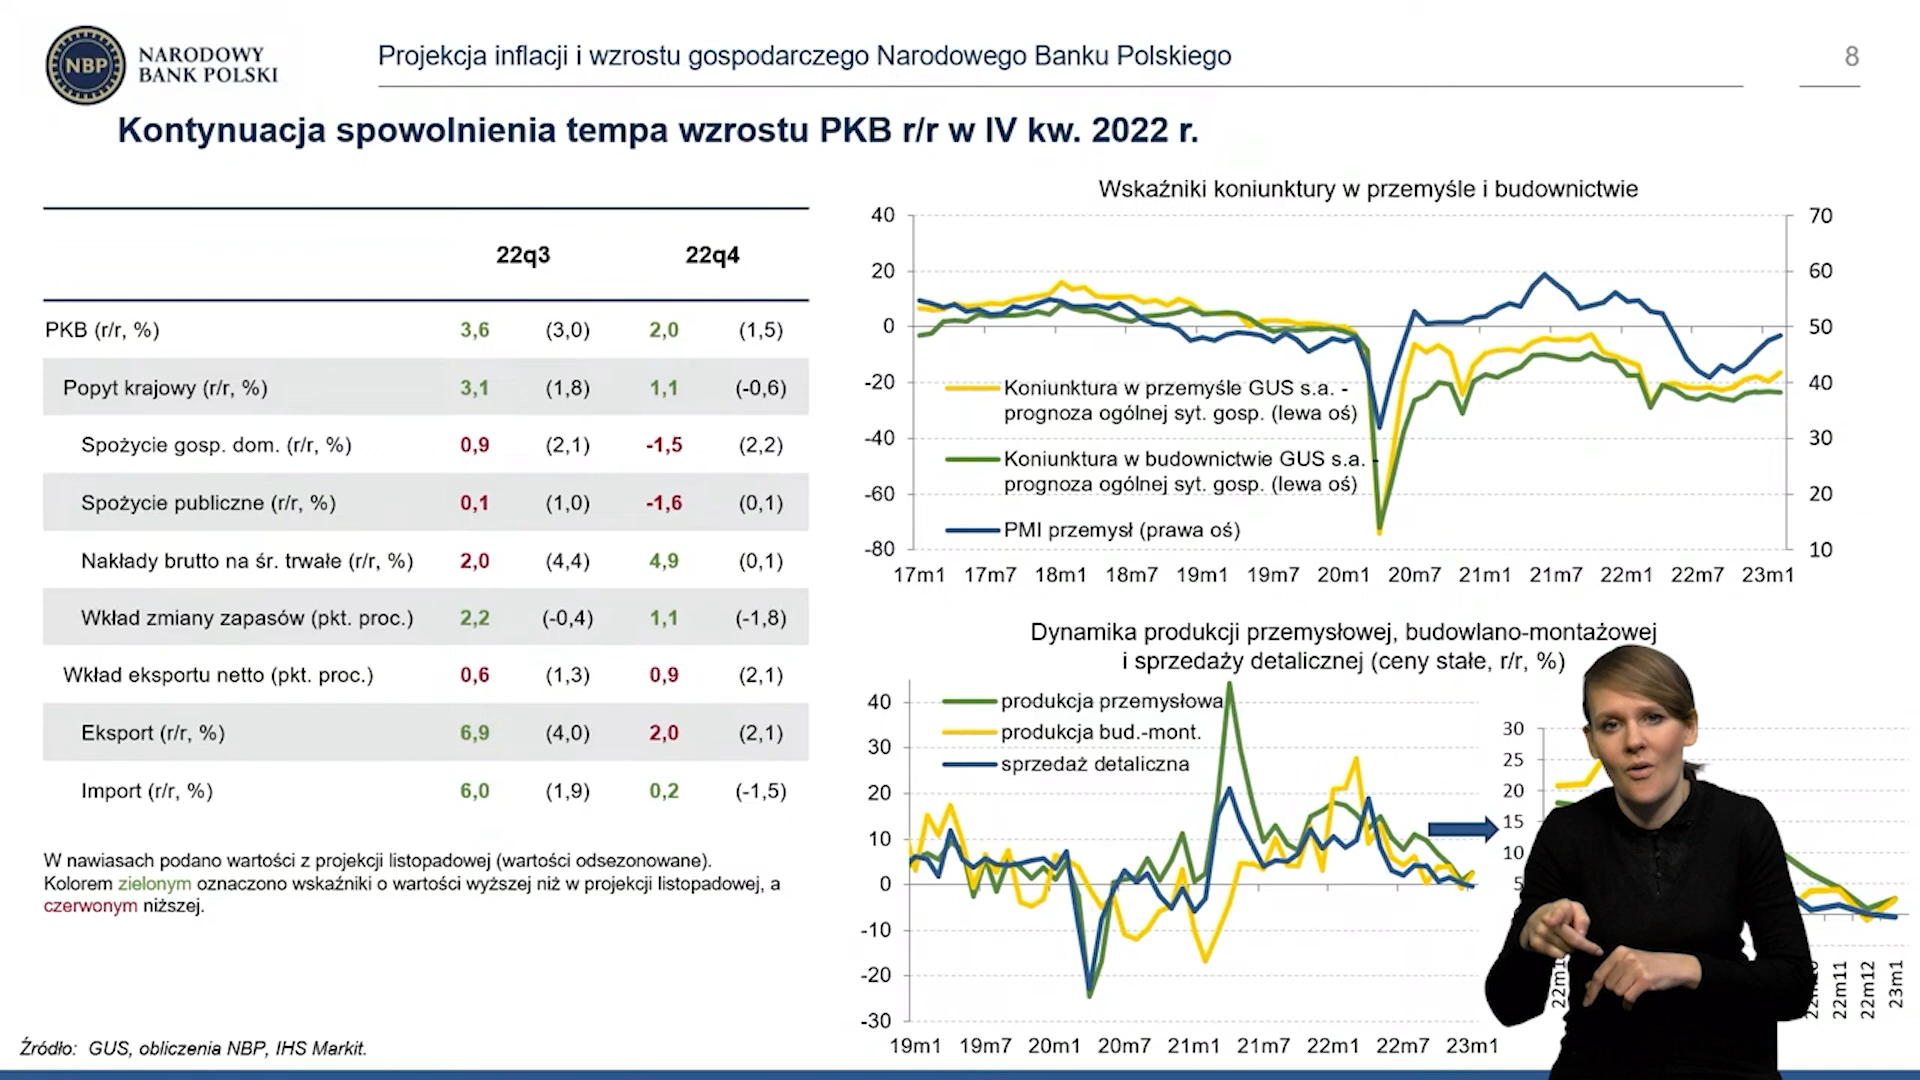 NBP
NARODOWY
BANK POLSKI
Projekcja inflacji i wzrostu gospodarczego Narodowego Banku Polskiego
8
Kontynuacja spowolnienia tempa wzrostu PKB r/r w IV kw. 2022 r.
22q3 22q4
PKB (r/r, %) 3,6 (3,0) 2,0 (1,5)
Popyt krajowy (r/r, %) 3,1 (1,8) 1,1 (-0,6)
Spożycie gosp. dom. (r/r, %) 0,9 (2,1) -1,5 (2,2)
Spożycie publiczne (r/r, %) 0,1 (1,0) -1,6 (0,1)
Nakłady brutto na śr. trwałe (r/r, %) 2,0 (4,4) 4,9 (0,1)
Wkład zmiany zapasów (pkt. proc.) 2,2 (-0,4) 1,1 (-1,8)
Wkład eksportu netto (pkt. proc.) 0,6 (1,3) 0,9 (2,1)
Eksport (r/r, %) 6,9 (4,0) 2,0 (2,1)
Import (r/r, %) 6,0 (1,9) 0,2 (-1,5)
W nawiasach podano wartości z projekcji listopadowej (wartości odsezonowane).
Kolorem zielonym oznaczono wskaźniki o wartości wyższej niż w projekcji listopadowej, a
czerwonym niższej.
Źródło: GUS, obliczenia NBP, IHS Markit.
Wskaźniki koniunktury w przemyśle i budownictwie
40 70
20 60
0 50
-20 40
-40 30
-60 20
-80 10
Koniunktura w przemyśle GUS s.a. -
prognoza ogólnej syt. gosp. (lewa oś)
Koniunktura w budownictwie GUS s.a. -
prognoza ogólnej syt. gosp. (lewa oś)
PMI przemysł (prawa oś)
17m1 17m7 18m1 18m7 19m1 19m7 20m1 20m7 21m1 21m7 22m1 22m7 23m1
Dynamika produkcji przemysłowej, budowlano-montażowej
i sprzedaży detalicznej (ceny stałe, r/r, %)
40
30
20
10
0
-10
-20
-30
produkcja przemysłowa
produkcja bud.-mont.
sprzedaż detaliczna
19m1 19m7 20m1 20m7 21m1 21m7 22m1 22m7 23m1
30
25
20
15
10
5
22m11
22m12
23m1